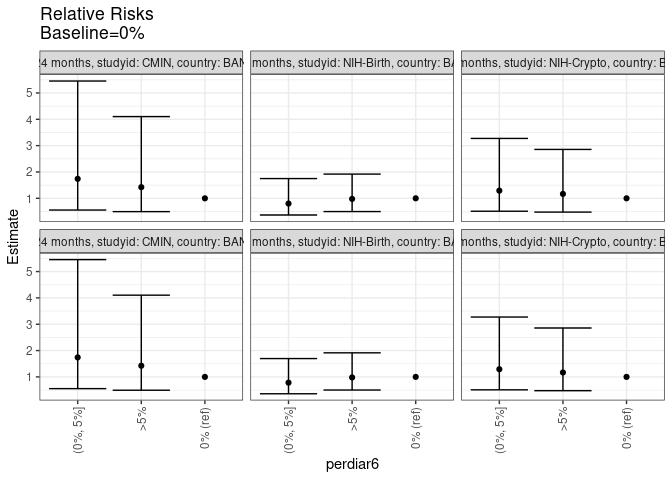 Relative Risks
Baseline=0%
24 months, studyid: CMIN, country: BAN
months, studyid: NIH-Birth, country: BA
months, studyid: NIH-Crypto, country: B
5
4
3
2
1
24 months, studyid: CMIN, country: BAN
months, studyid: NIH-Birth, country: BA
months, studyid: NIH-Crypto, country: B
5
4
3
2
1
Estimate
(0%, 5%]
>5%
0% (ref)
(0%, 5%]
>5%
0% (ref)
(0%, 5%]
>5%
0% (ref)
perdiar6